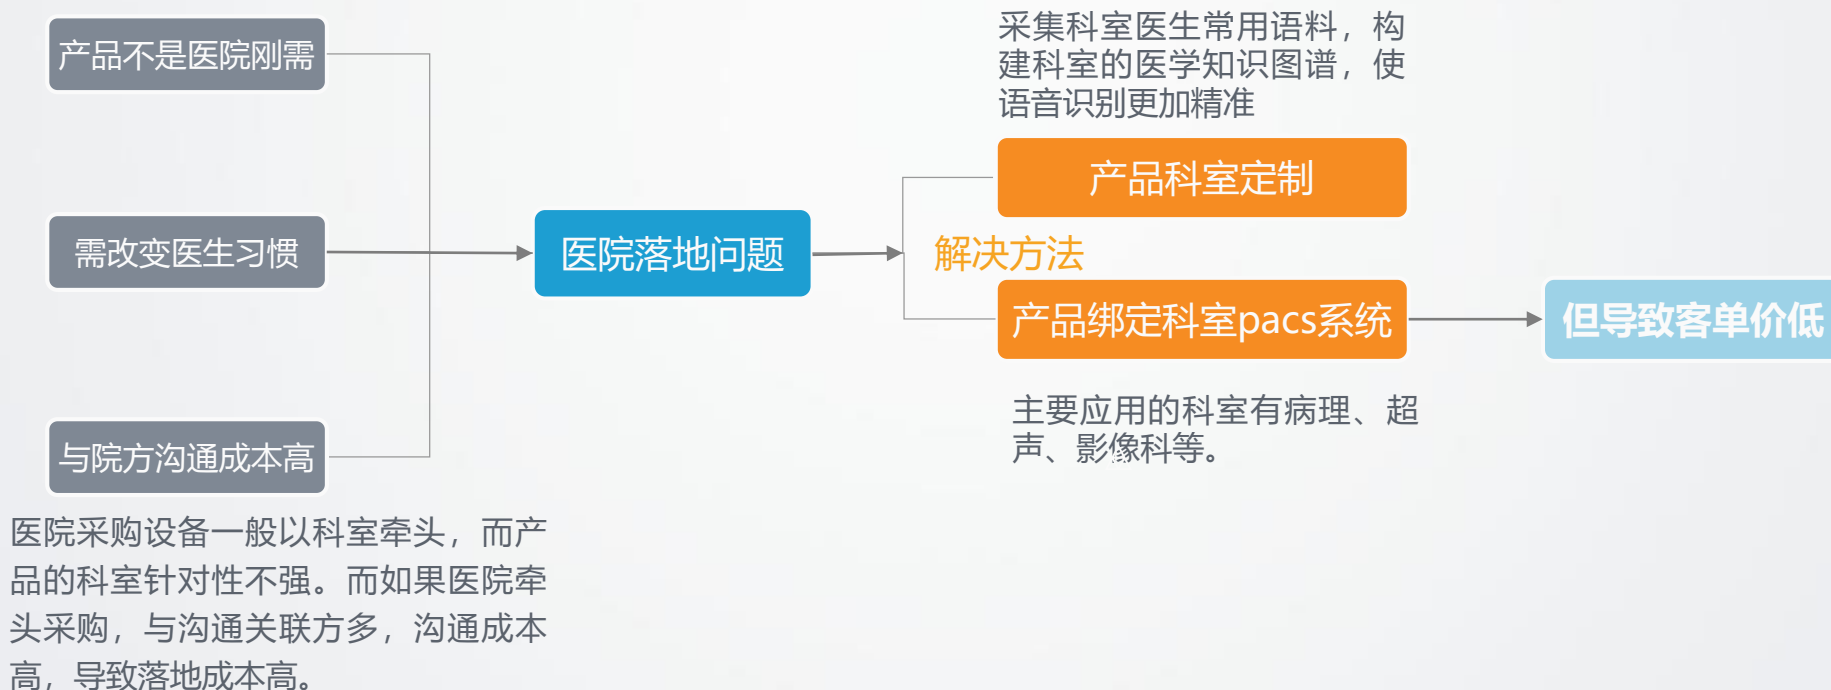 产品不是医院刚需
需改变医生习惯
与院方沟通成本高
医院采购设备一般以科室牵头，而产
品的科室针对性不强。而如果医院牵
头采购，与沟通关联方多，沟通成本
高，导致落地成本高。
医院落地问题
解决方法
采集科室医生常用语料，构
建科室的医学知识图谱，使
语音识别更加精准
产品科室定制
产品绑定科室pacs系统
主要应用的科室有病理、超
声、影像科等。
但导致客单价低